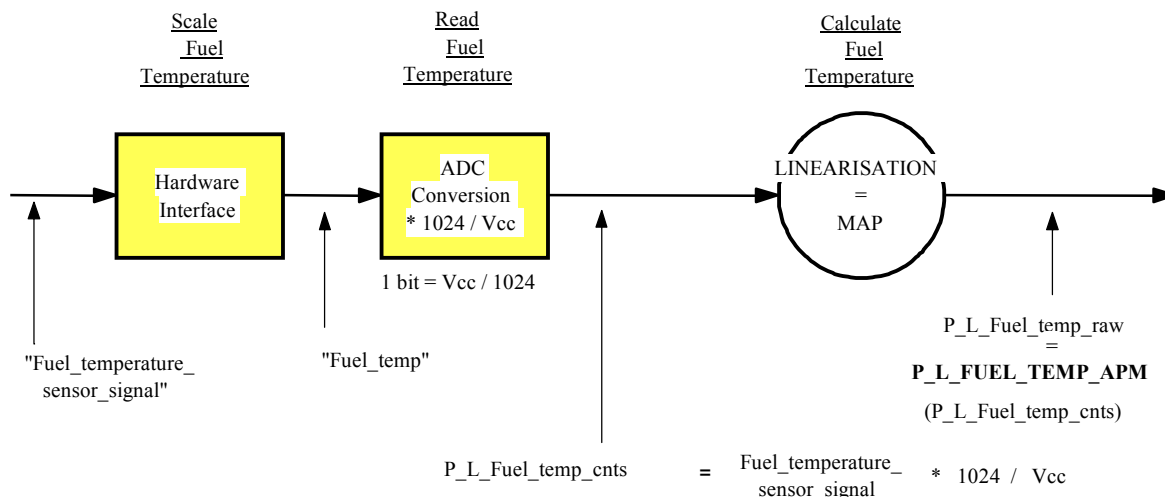 Scale
Fuel
Temperature
Read
Fuel
Temperature
Calculate
Fuel
Temperature
Hardware
Interface
ADC
Conversion
* 1024 / Vcc
1 bit = Vcc / 1024
LINEARISATION
=
MAP
"Fuel_temperature_
sensor_signal"
"Fuel_temp"
P_L_Fuel_temp_raw
=
P_L_FUEL_TEMP_APM
(P_L_Fuel_temp_cnts)
P_L_Fuel_temp_cnts = Fuel_temperature_ * 1024 / Vcc
sensor_signal